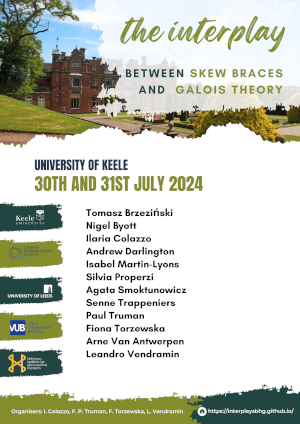 the interplay
BETWEEN SKEW BRACES
AND GALOIS THEORY
UNIVERSITY OF KEELE
30TH AND 31ST JULY 2024
Keele
UNIVERSITY
UNIVERSITY OF LEEDS
VUB
Tomasz Brzeziński
Nigel Byott
Ilaria Colazzo
Andrew Darlington
Isabel Martin-Lyons
Silvia Properzi
Agata Smoktunowicz
Senne Trappeniers
Paul Truman
Fiona Torzewska
Arne Van Antwerpen
Leandro Vendramin
Organisers: I. Colazzo, F. P. Truman, F. Torzewska, L. Vendramin
https://interplaysbhg.github.io/